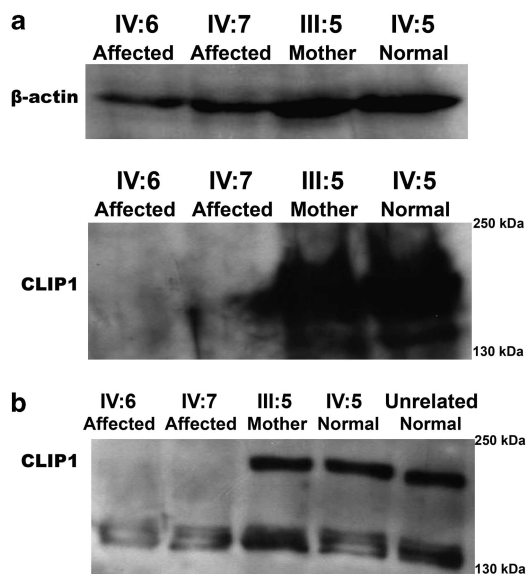 a
IV:6 IV:7 III:5 IV:5
Affected Affected Mother Normal
β-actin
IV:6 IV:7 III:5 IV:5
Affected Affected Mother Normal
250 kDa
CLIP1
130 kDa
b
IV:6 IV:7 III:5 IV:5 Unrelated
Affected Affected Mother Normal Normal
250 kDa
CLIP1
130 kDa